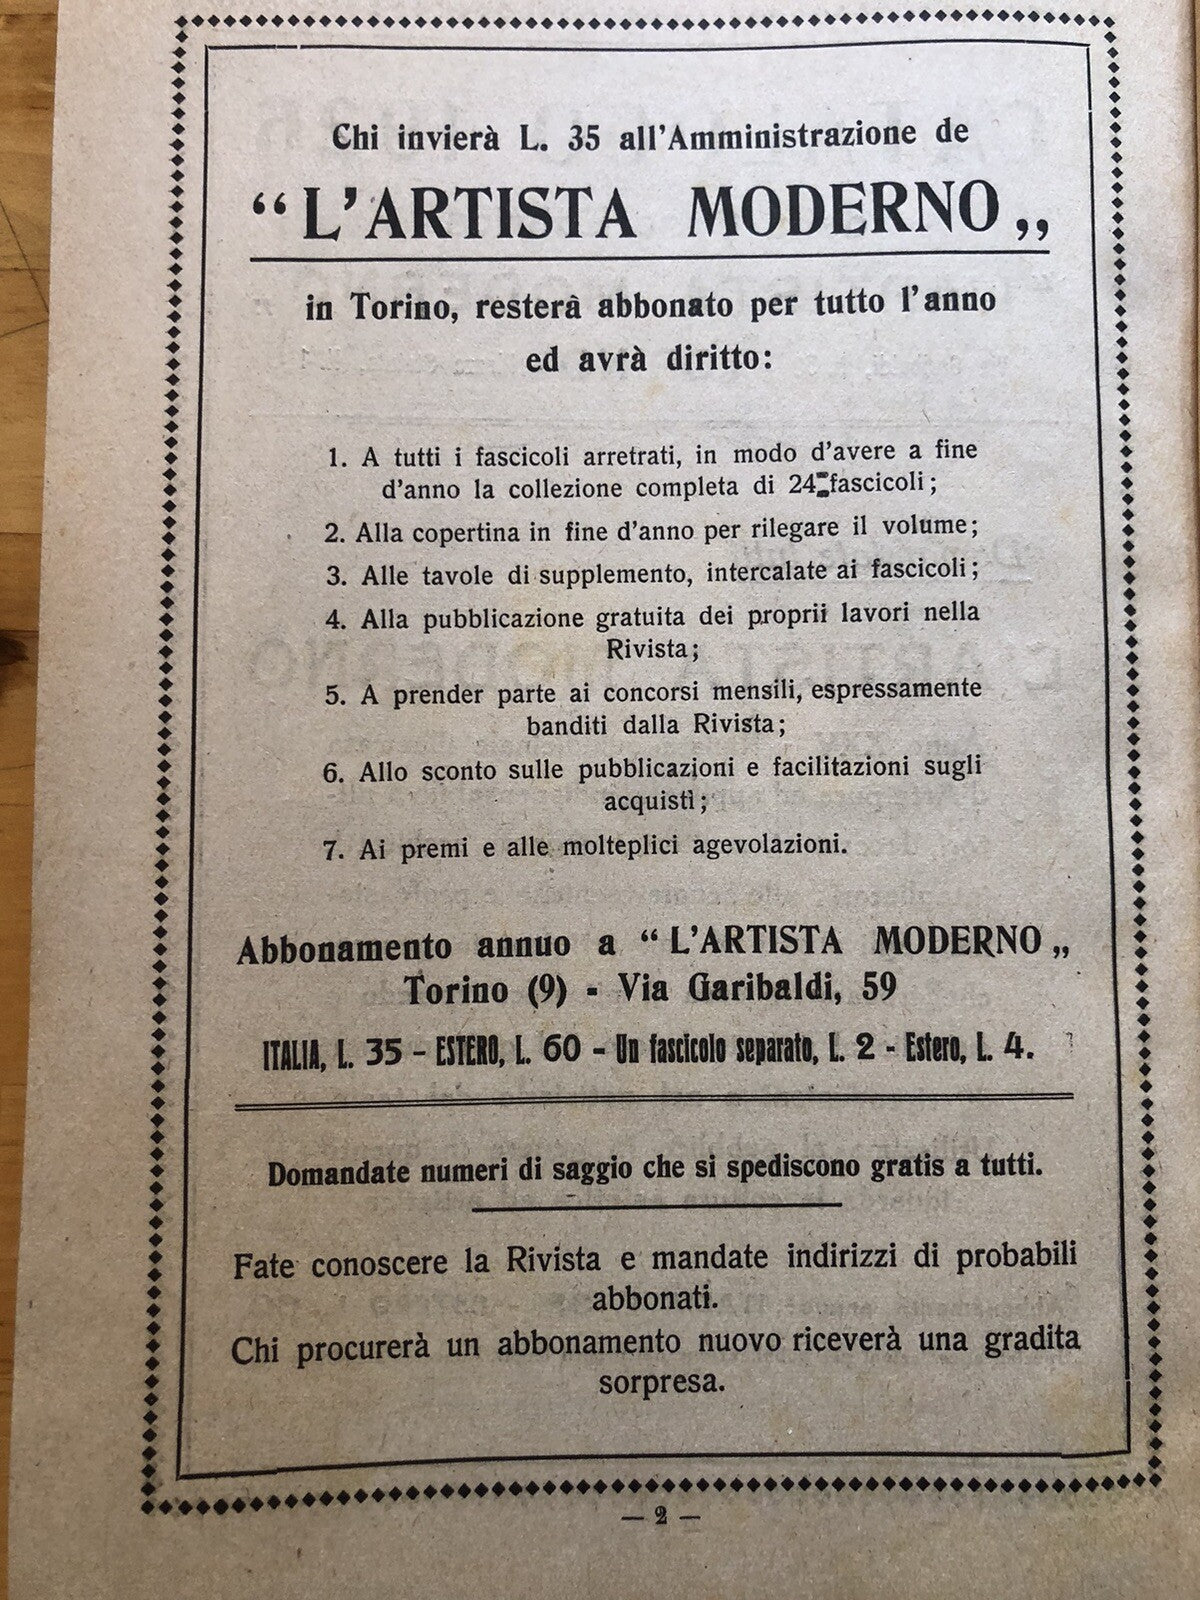 Chi invierà L. 35 all'Amministrazione de
“ L'ARTISTA MODERNO „
in Torino, resterà abbonato per tutto l'anno
ed avrà diritto:
1. A tutti i fascicoli arretrati, in modo d'avere a fine
d'anno la collezione completa di 24 fascicoli;
2. Alla copertina in fine d'anno per rilegare il volume;
3. Alle tavole di supplemento, intercalate ai fascicoli;
4. Alla pubblicazione gratuita dei proprii lavori nella
Rivista;
5. A prender parte ai concorsi mensili, espressamente
banditi dalla Rivista;
6. Allo sconto sulle pubblicazioni e facilitazioni sugli
acquisti;
7. Ai premi e alle molteplici agevolazioni.
Abbonamento annuo a “ L'ARTISTA MODERNO „
Torino (9) - Via Garibaldi, 59
ITALIA, L. 35 - ESTERO, L. 60 - Un fascicolo separato, L. 2 - Estero, L. 4.
Domandate numeri di saggio che si spediscono gratis a tutti.
Fate conoscere la Rivista e mandate indirizzi di probabili
abbonati.
Chi procurerà un abbonamento nuovo riceverà una gradita
sorpresa.
— 2 —